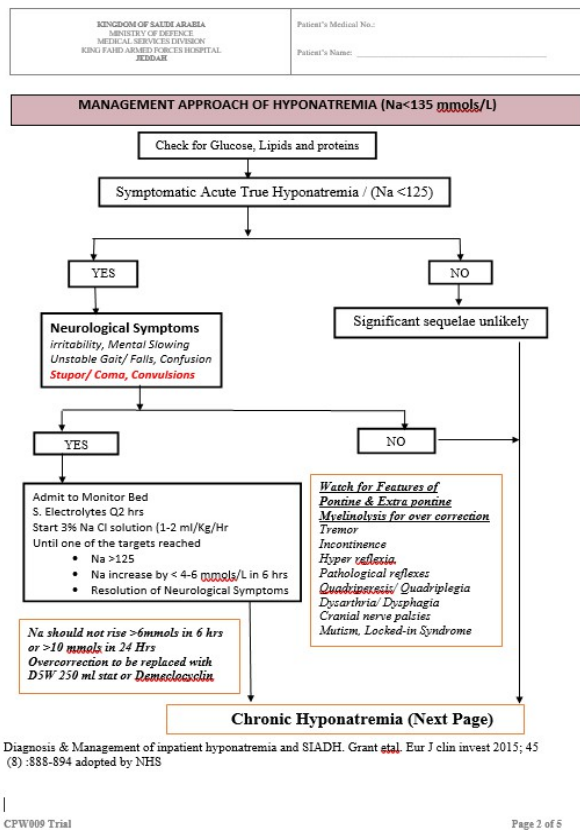 KINGDOM OF SAUDI ARABIA
MINISTRY OF DEFENCE
MEDICAL SERVICES DIVISION
KING FAHD ARMED FORCES HOSPITAL
JEDDAH
Patient's Medical No.:
Patient's Name:
MANAGEMENT APPROACH OF HYPONATREMIA (Na<135 mmols/L)
Check for Glucose, Lipids and proteins
Symptomatic Acute True Hyponatremia / (Na <125)
YES
NO
Neurological Symptoms
irritability, Mental Slowing
Unstable Gait/ Falls, Confusion
Stupor/ Coma, Convulsions
Significant sequelae unlikely
YES
NO
Admit to Monitor Bed
S. Electrolytes Q2 hrs
Start 3% Na Cl solution (1-2 ml/Kg/Hr
Until one of the targets reached
• Na >125
• Na increase by < 4-6 mmols/L in 6 hrs
• Resolution of Neurological Symptoms
Watch for Features of
Pontine & Extra pontine
Myelinolysis for over correction
Tremor
Incontinence
Hyper reflexia
Pathological reflexes
Quadriperesis/ Quadriplegia
Dysarthria/ Dysphagia
Cranial nerve palsies
Mutism, Locked-in Syndrome
Na should not rise >6mmols in 6 hrs
or >10 mmols in 24 Hrs
Overcorrection to be replaced with
D5W 250 ml stat or Demeclocyclin
Chronic Hyponatremia (Next Page)
Diagnosis & Management of inpatient hyponatremia and SIADH. Grant etal. Eur J clin invest 2015; 45
(8) :888-894 adopted by NHS
CPW009 Trial
Page 2 of 5